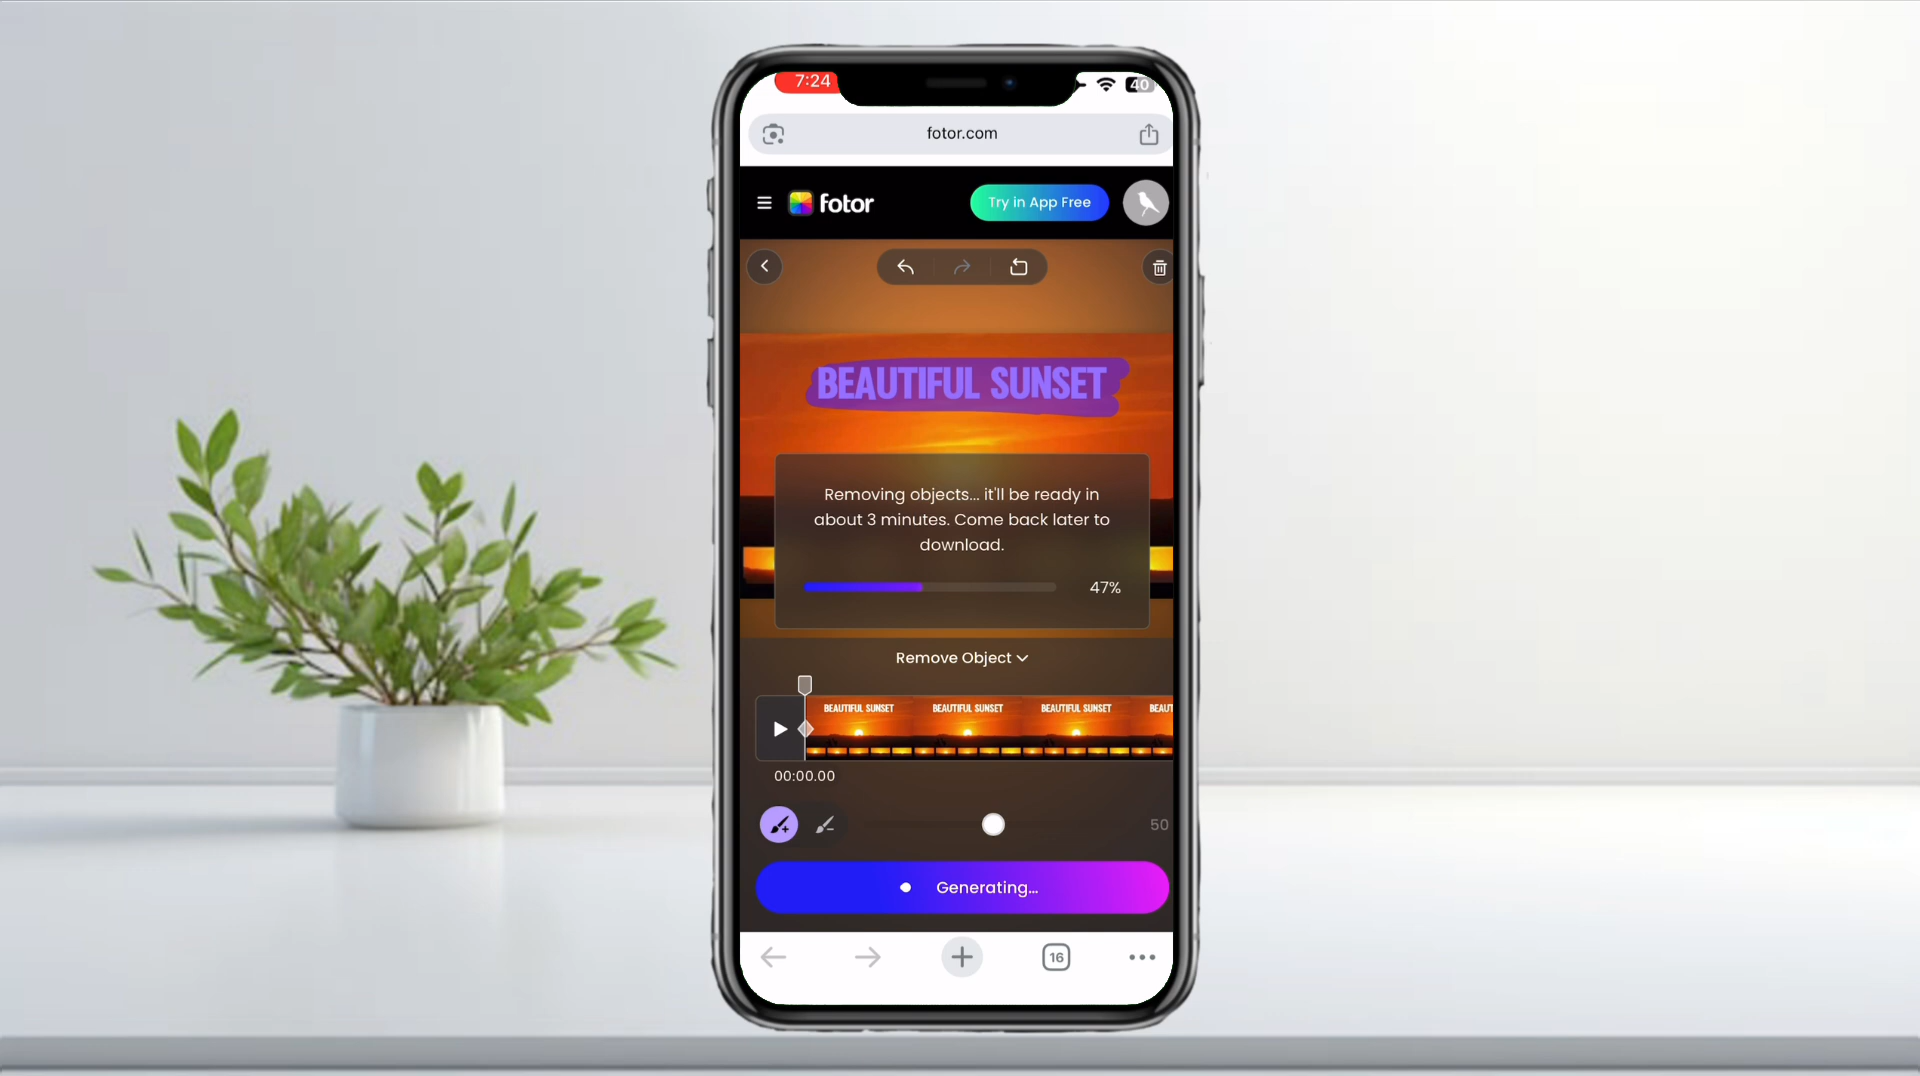 7:24
40
fotor.com
fotor
Try in App Free
BEAUTIFUL SUNSET
Removing objects... it'll be ready in
about 3 minutes. Come back later to
download.
47%
Remove Object
BEAUTIFUL SUNSET BEAUTIFUL SUNSET BEAUTIFUL SUNSET BEAUT
00:00.00
50
Generating...
16